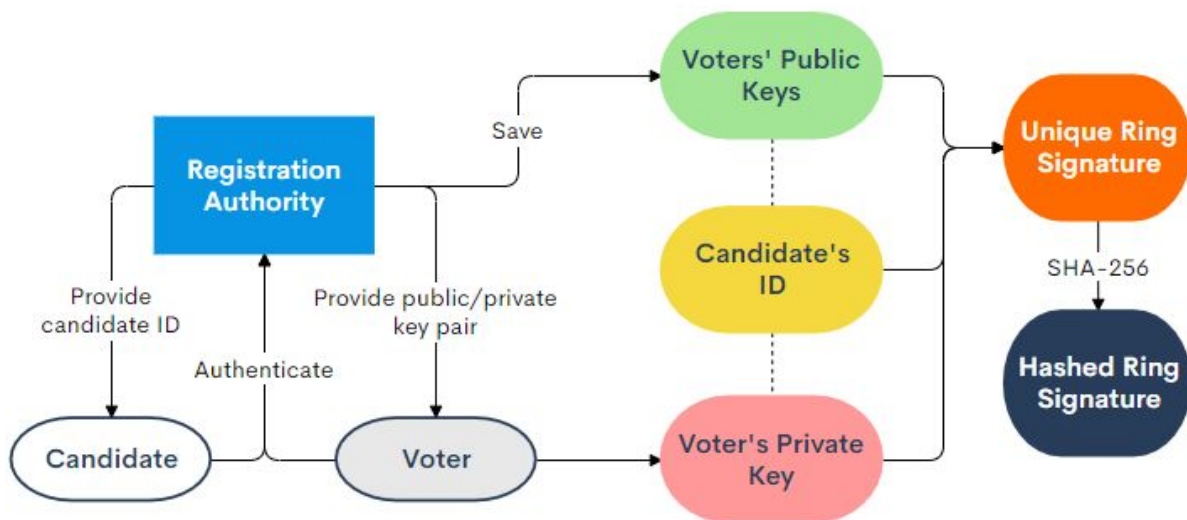 Voters' Public
Keys
Save
Unique Ring
Signature
Registration
Authority
Candidate's
ID
SHA-256
Provide
candidate ID
Provide public/private
key pair
Authenticate
Hashed Ring
Signature
Candidate
Voter
Voter's Private
Key